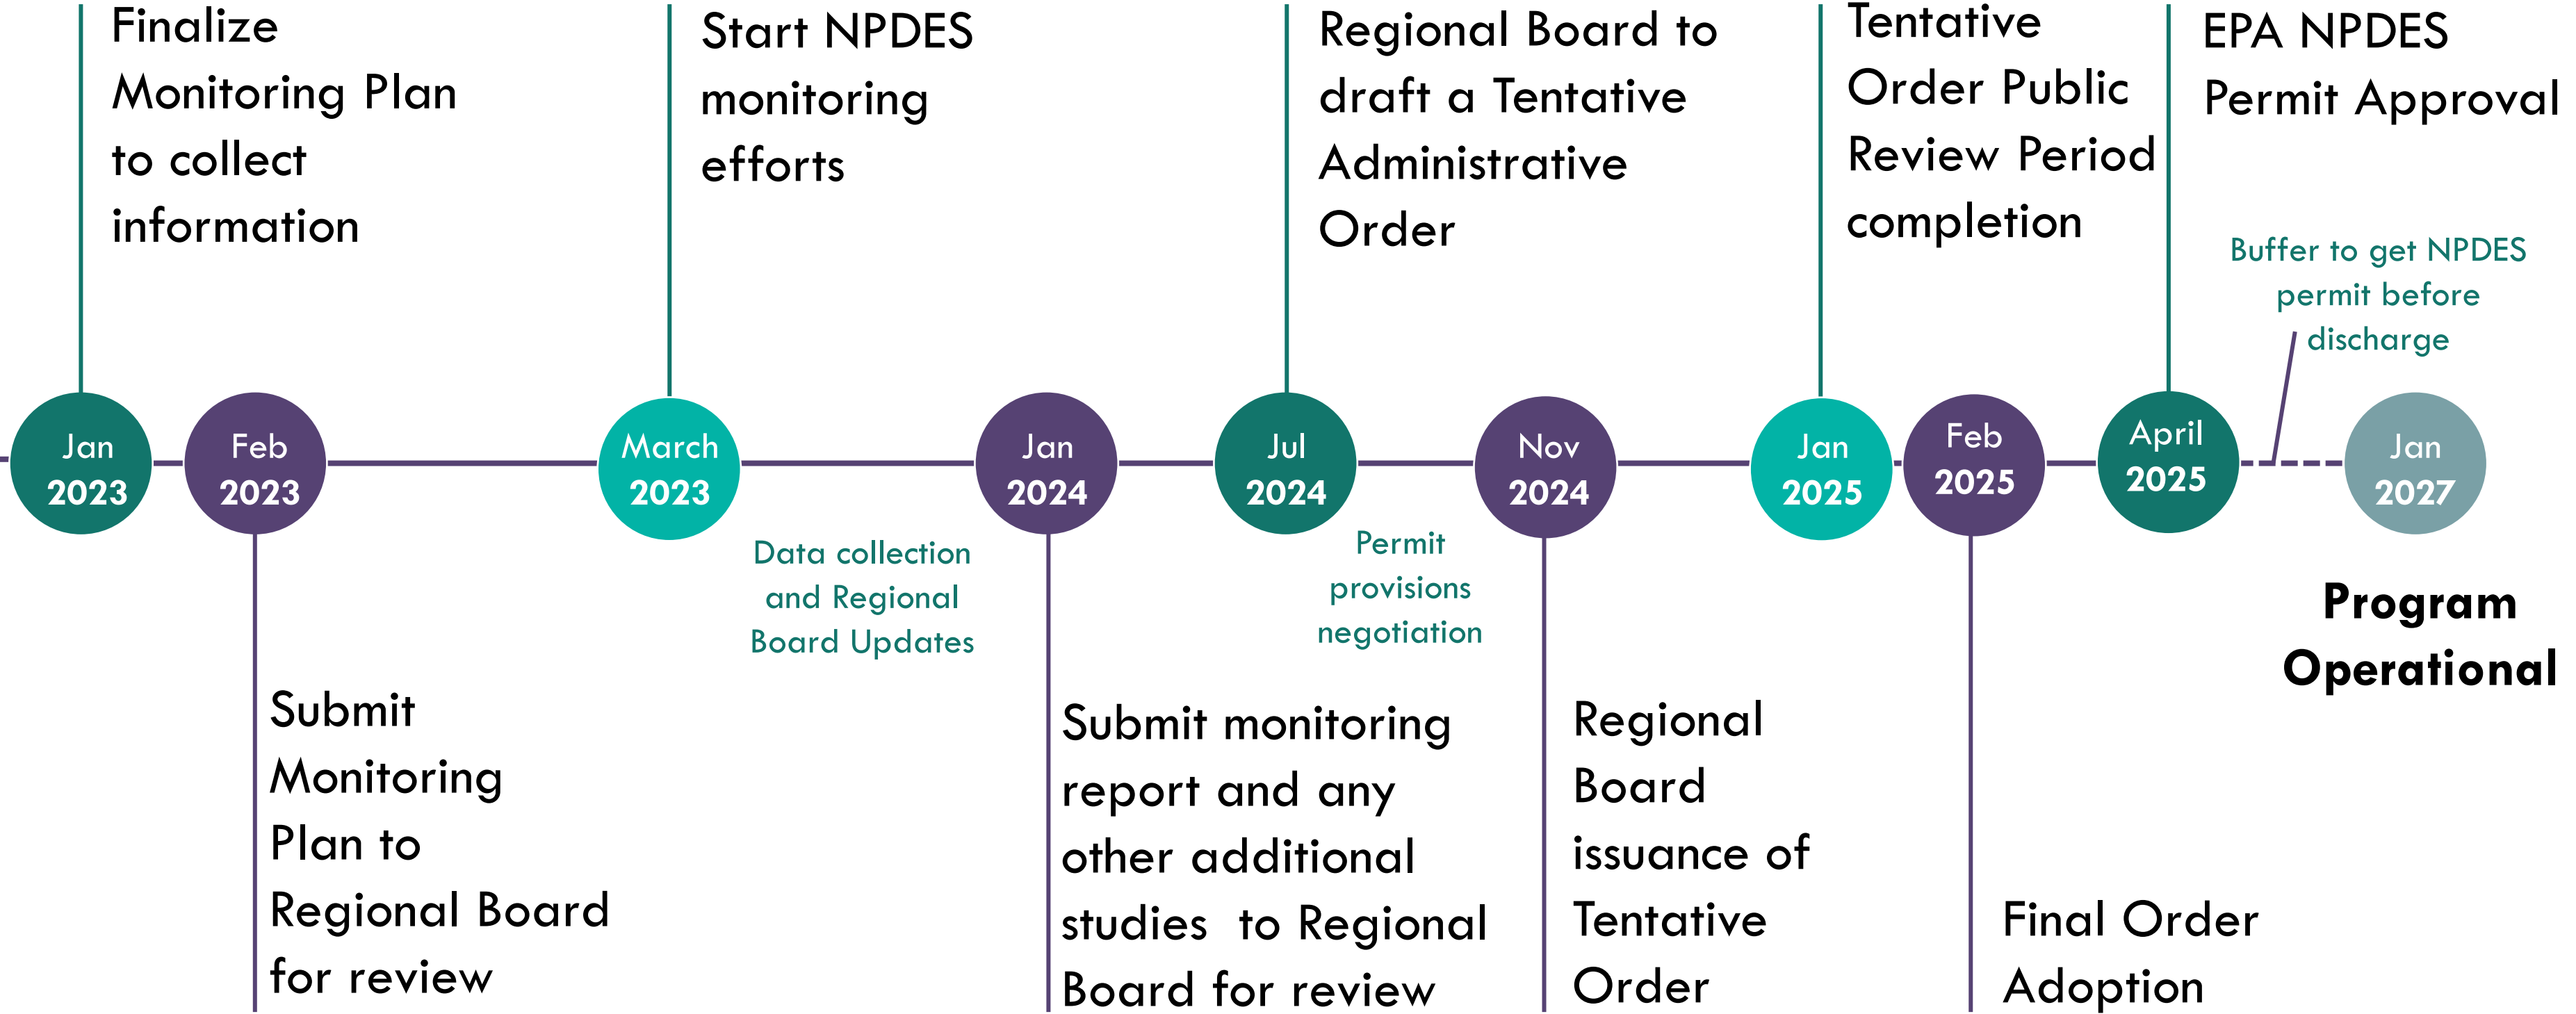 Finalize
Monitoring Plan
to collect
information
Start NPDES
monitoring
efforts
Regional Board to
draft a Tentative
Administrative
Order
Tentative
Order Public
Review Period
completion
EPA NPDES
Permit Approval
Buffer to get NPDES
permit before
discharge
Jan
2023
Feb
2023
March
2023
Jan
2024
Jul
2024
Nov
2024
Jan
2025
Feb
2025
April
2025
Jan
2027
Data collection
and Regional
Board Updates
Permit
provisions
negotiation
Program
Operational
Submit
Monitoring
Plan to
Regional Board
for review
Submit monitoring
report and any
other additional
studies  to Regional
Board for review
Regional
Board
issuance of
Tentative
Order
Final Order
Adoption